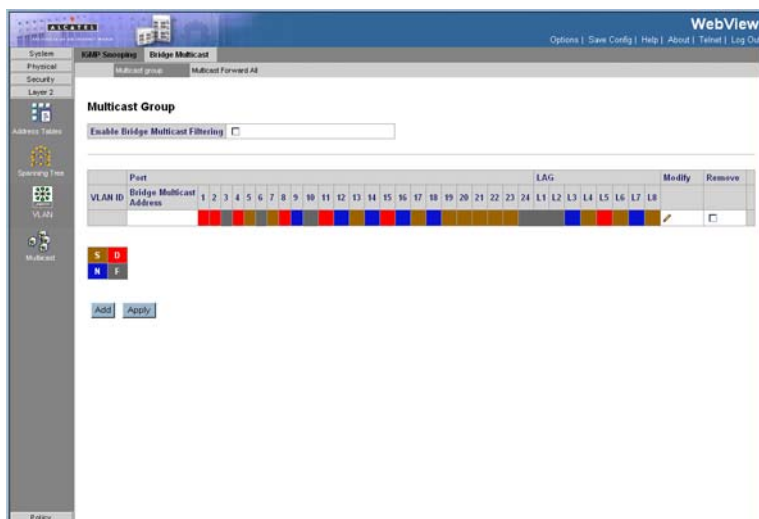 ALCATEL
WebView
Options | Save Config | Help | About | Telnet | Log Out
System
Physical
Security
Layer 2
Address Tables
Spanning Tree
VLAN
Multicast
Policy
IGMP Snooping Bridge Multicast
Multicast group Multicast Forward All
Multicast Group
Enable Bridge Multicast Filtering
Port LAG Modify Remove
VLAN ID Bridge Multicast Address 1 2 3 4 5 6 7 8 9 10 11 12 13 14 15 16 17 18 19 20 21 22 23 24 L1 L2 L3 L4 L5 L6 L7 L8
S D
N F
Add Apply